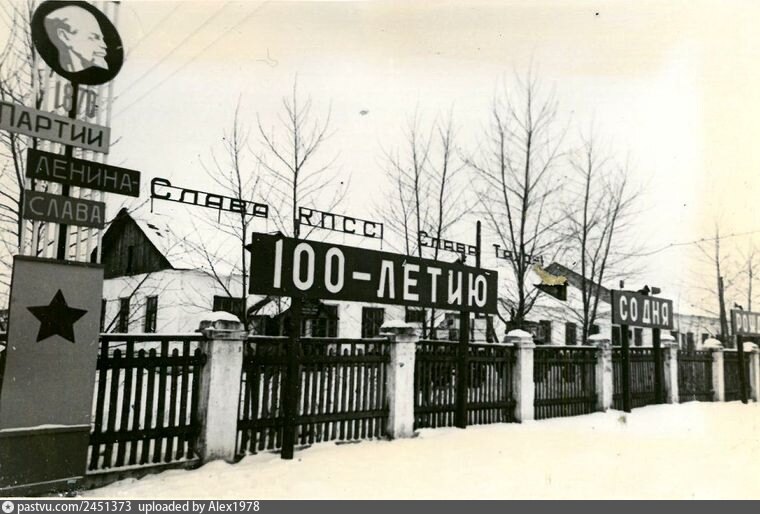 1870
ПАРТИИ
ЛЕНИНА-
СЛАВА
Слава КПСС
Слава
100-ЛЕТИЮ
СО ДНЯ
pastvu.com/2451373 uploaded by Alex1978